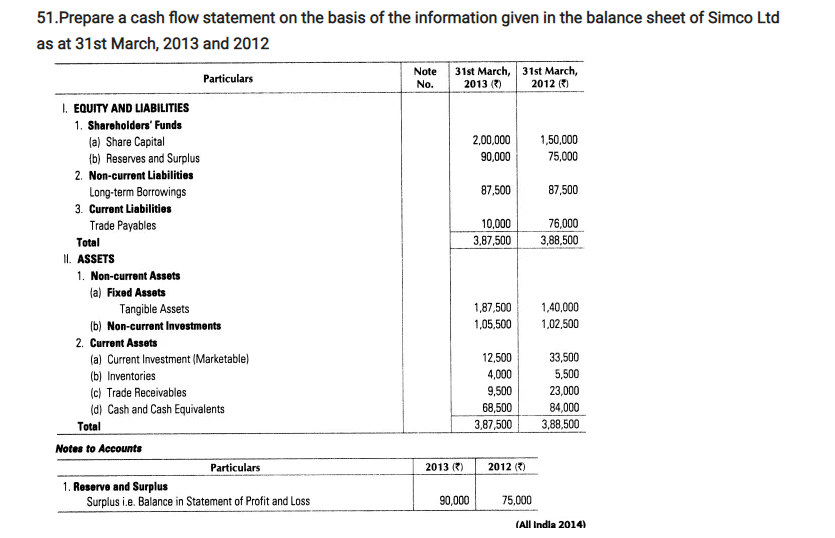 51.Prepare a cash flow statement on the basis of the information given in the balance sheet of Simco Ltd
as at 31st March, 2013 and 2012
Particulars Note No. 31st March, 2013 (₹) 31st March, 2012 (₹)
I. EQUITY AND LIABILITIES
1. Shareholders' Funds
(a) Share Capital 2,00,000 1,50,000
(b) Reserves and Surplus 90,000 75,000
2. Non-current Liabilities
Long-term Borrowings 87,500 87,500
3. Current Liabilities
Trade Payables 10,000 76,000
Total 3,87,500 3,88,500
II. ASSETS
1. Non-current Assets
(a) Fixed Assets
Tangible Assets 1,87,500 1,40,000
(b) Non-current Investments 1,05,500 1,02,500
2. Current Assets
(a) Current Investment (Marketable) 12,500 33,500
(b) Inventories 4,000 5,500
(c) Trade Receivables 9,500 23,000
(d) Cash and Cash Equivalents 68,500 84,000
Total 3,87,500 3,88,500
Notes to Accounts
Particulars 2013 (₹) 2012 (₹)
1. Reserve and Surplus
Surplus i.e. Balance in Statement of Profit and Loss 90,000 75,000
(All India 2014)